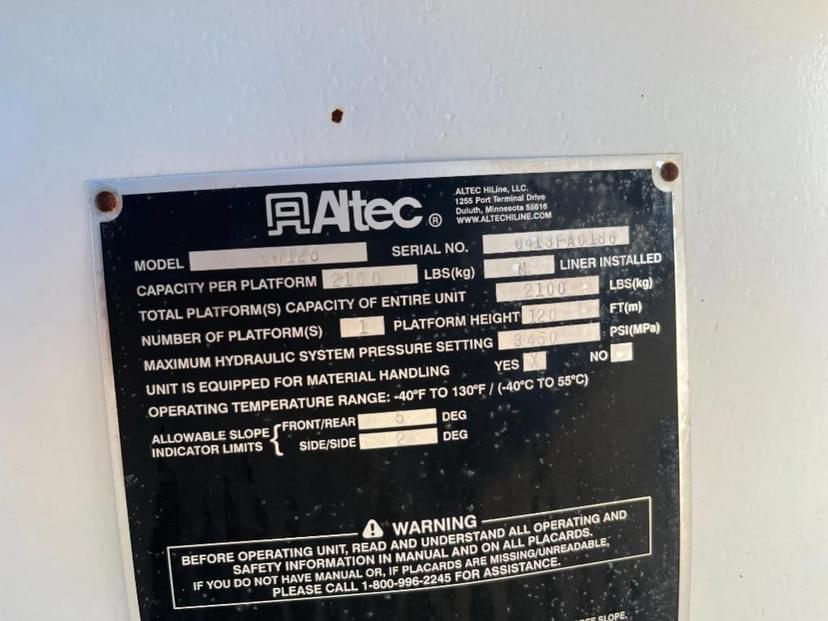 Altec®
ALTEC HiLine, LLC.
1255 Port Terminal Drive
Duluth, Minnesota 55816
WWW.ALTECHILINE.COM
MODEL SERIAL NO. 0413FA0186
CAPACITY PER PLATFORM 2100 LBS(kg) N LINER INSTALLED
TOTAL PLATFORM(S) CAPACITY OF ENTIRE UNIT 2100 LBS(kg)
NUMBER OF PLATFORM(S) 1 PLATFORM HEIGHT 120 FT(m)
MAXIMUM HYDRAULIC SYSTEM PRESSURE SETTING 3450 PSI(MPa)
UNIT IS EQUIPPED FOR MATERIAL HANDLING YES X NO
OPERATING TEMPERATURE RANGE: -40°F TO 130°F / (-40°C TO 55°C)
ALLOWABLE SLOPE INDICATOR LIMITS { FRONT/REAR 5 DEG
SIDE/SIDE 2 DEG
⚠ WARNING
BEFORE OPERATING UNIT, READ AND UNDERSTAND ALL OPERATING AND
SAFETY INFORMATION IN MANUAL AND ON ALL PLACARDS.
IF YOU DO NOT HAVE MANUAL OR, IF PLACARDS ARE MISSING/UNREADABLE,
PLEASE CALL 1-800-996-2245 FOR ASSISTANCE.
SLOPE.